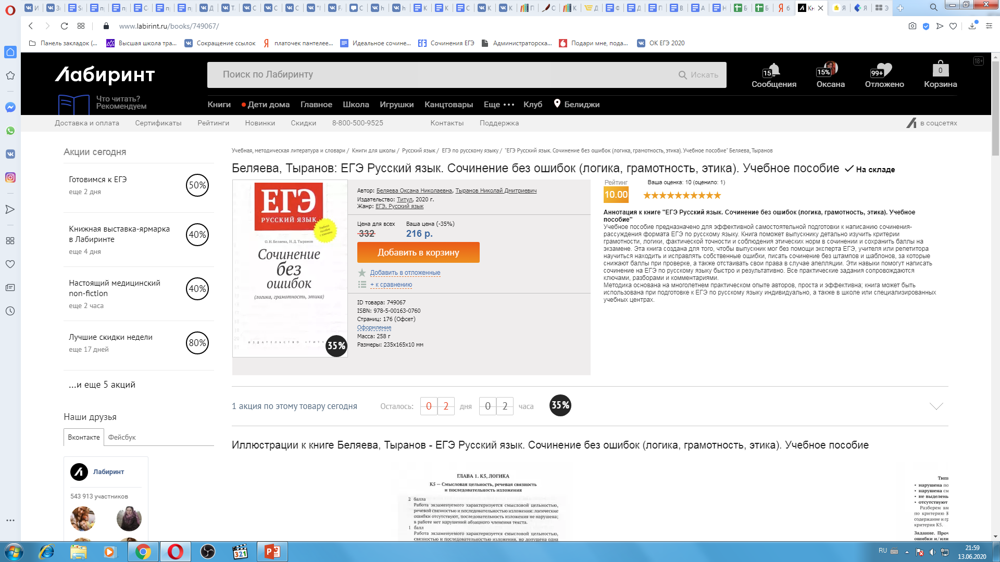 www.labirint.ru/books/749067/
Панель закладок (...
Высшая школа тра...
Сокращение ссылок
платочек пантелее...
Идеальное сочине...
Сочинения ЕГЭ
Администраторска...
Подари мне, пода...
ОК ЕГЭ 2020
Лабиринт
Поиск по Лабиринту
Искать
15
Сообщения
15%
Оксана
99+
Отложено
0
Корзина
18+
Что читать?
Рекомендуем
Книги
Дети дома
Главное
Школа
Игрушки
Канцтовары
Еще •••
Клуб
Белиджи
Доставка и оплата
Сертификаты
Рейтинги
Новинки
Скидки
8-800-500-9525
Контакты
Поддержка
в соцсетях
Акции сегодня
Готовимся к ЕГЭ
еще 2 дня
50%
Книжная выставка-ярмарка
в Лабиринте
еще 4 дня
40%
Настоящий медицинский
non-fiction
еще 2 часа
40%
Лучшие скидки недели
еще 17 дней
80%
...и еще 5 акций
Наши друзья
Вконтакте
Фейсбук
Лабиринт
543 913 участников
Учебная, методическая литература и словари / Книги для школы / Русский язык / ЕГЭ по русскому языку / "ЕГЭ Русский язык. Сочинение без ошибок (логика, грамотность, этика). Учебное пособие" Беляева, Тыранов
Беляева, Тыранов: ЕГЭ Русский язык. Сочинение без ошибок (логика, грамотность, этика). Учебное пособие
На складе
ЕГЭ
РУССКИЙ ЯЗЫК
О. Н. Беляева, Н. Д. Тыранов
Сочинение
без
ошибок
(логика, грамотность, этика)
35%
Автор: Беляева Оксана Николаевна, Тыранов Николай Дмитриевич
Издательство: Титул, 2020 г.
Жанр: ЕГЭ. Русский язык
Цена для всех
332
Ваша цена (-35%)
216 р.
Добавить в корзину
Добавить в отложенные
+ к сравнению
ID товара: 749067
ISBN: 978-5-00163-0760
Страниц: 176 (Офсет)
Оформление
Масса: 258 г
Размеры: 235x165x10 мм
Рейтинг
10.00
Ваша оценка: 10 (оценило: 1)
Аннотация к книге "ЕГЭ Русский язык. Сочинение без ошибок (логика, грамотность, этика). Учебное
пособие"
Учебное пособие предназначено для эффективной самостоятельной подготовки к написанию сочинения-
рассуждения формата ЕГЭ по русскому языку. Книга поможет выпускнику детально изучить критерии
грамотности, логики, фактической точности и соблюдения этических норм в сочинении и сохранить баллы на
экзамене. Эта книга создана для того, чтобы выпускник мог без помощи эксперта ЕГЭ, учителя или репетитора
научиться находить и исправлять собственные ошибки, писать сочинение без штампов и шаблонов, за которые
снижают баллы при проверке, а также отстаивать свои права в случае апелляции. Эти навыки помогут написать
сочинение на ЕГЭ по русскому языку быстро и результативно. Все практические задания сопровождаются
ключами, разборами и комментариями.
Методика основана на многолетнем практическом опыте авторов, проста и эффективна; книга может быть
использована при подготовке к ЕГЭ по русскому языку индивидуально, а также в школе или специализированных
учебных центрах.
1 акция по этому товару сегодня
Осталось: 0 2 дня 0 2 часа
35%
Иллюстрации к книге Беляева, Тыранов - ЕГЭ Русский язык. Сочинение без ошибок (логика, грамотность, этика). Учебное пособие
ГЛАВА 1. К5, ЛОГИКА
К5 — Смысловая цельность, речевая связность
и последовательность изложения
2 балла
Работа экзаменуемого характеризуется смысловой цельностью,
речевой связностью и последовательностью изложения: логические
ошибки отсутствуют, последовательность изложения не нарушена;
в работе нет нарушений абзацного членения текста.
1 балл
Работа экзаменуемого характеризуется смысловой цельностью,
связностью и последовательностью изложения, но допущена одна
Типи
• нарушена по
• нарушена см
• не выделень
• отсутствуют
Разберем вм
по критерию К
содержание и гр
критерия К5.
Задание. Проч
ошибки и/или
RU
21:59
13.06.2020